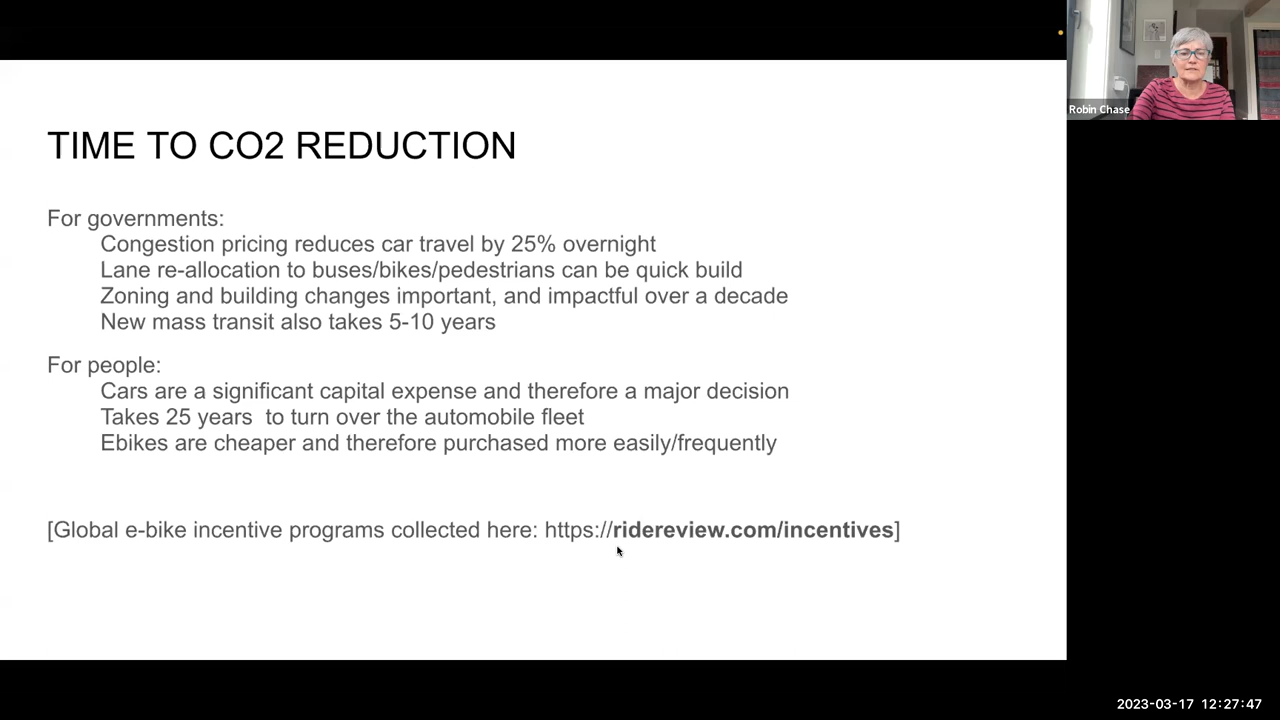 TIME TO CO2 REDUCTION
For governments:
Congestion pricing reduces car travel by 25% overnight
Lane re-allocation to buses/bikes/pedestrians can be quick build
Zoning and building changes important, and impactful over a decade
New mass transit also takes 5-10 years
For people:
Cars are a significant capital expense and therefore a major decision
Takes 25 years  to turn over the automobile fleet
Ebikes are cheaper and therefore purchased more easily/frequently
[Global e-bike incentive programs collected here: https://ridereview.com/incentives]
Robin Chase
2023-03-17 12:27:47